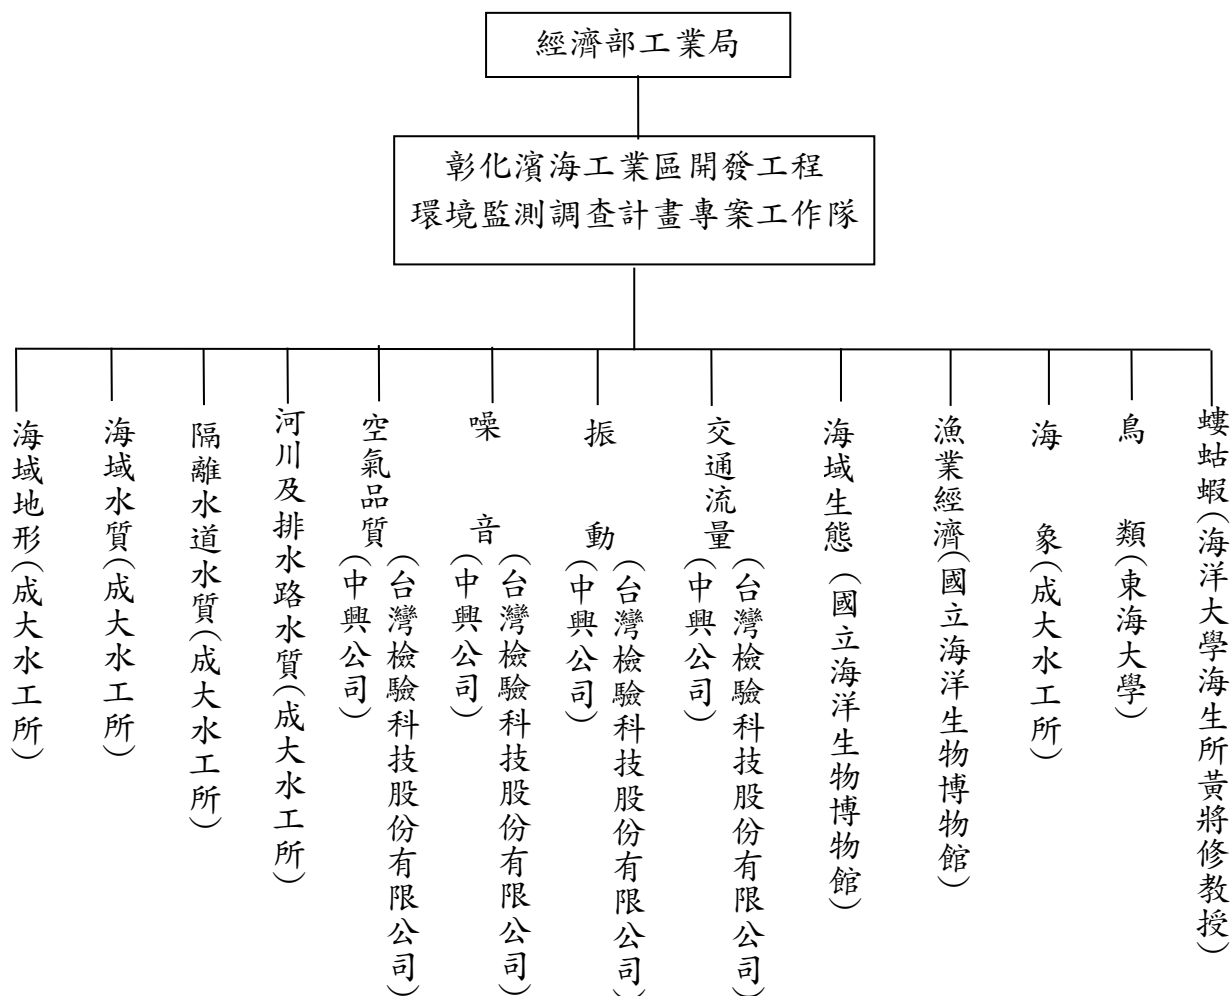 經濟部工業局
彰化濱海工業區開發工程
環境監測調查計畫專案工作隊
海域地形(成大水工所)
海域水質(成大水工所)
隔離水道水質(成大水工所)
河川及排水路水質(成大水工所)
空氣品質
(中興公司)
(台灣檢驗科技股份有限公司)
噪音
(中興公司)
(台灣檢驗科技股份有限公司)
振動
(中興公司)
(台灣檢驗科技股份有限公司)
交通流量
(中興公司)
(台灣檢驗科技股份有限公司)
海域生態(國立海洋生物博物館)
漁業經濟(國立海洋生物博物館)
海象(成大水工所)
鳥類(東海大學)
螻蛄蝦(海洋大學海生所黃將修教授)